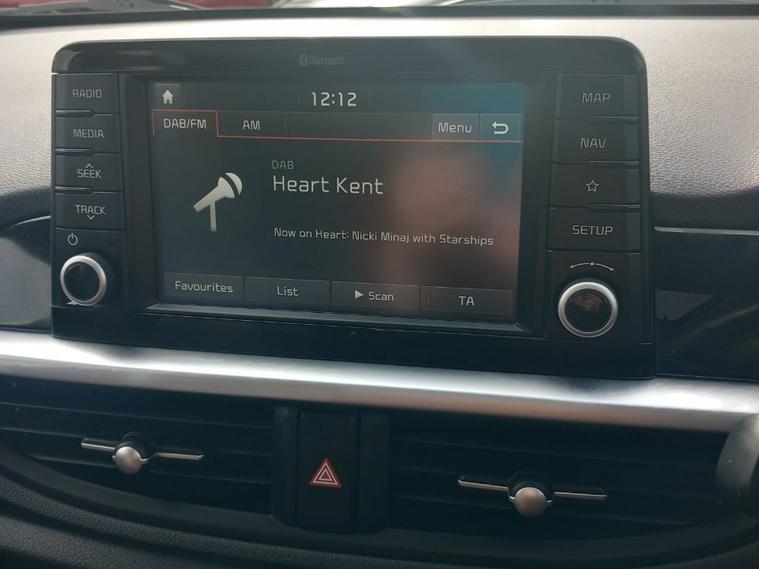 Bluetooth
RADIO
MEDIA
SEEK
TRACK
12:12
DAB/FM
AM
Menu
DAB
Heart Kent
Now on Heart: Nicki Minaj with Starships
Favourites
List
Scan
TA
MAP
NAV
SETUP